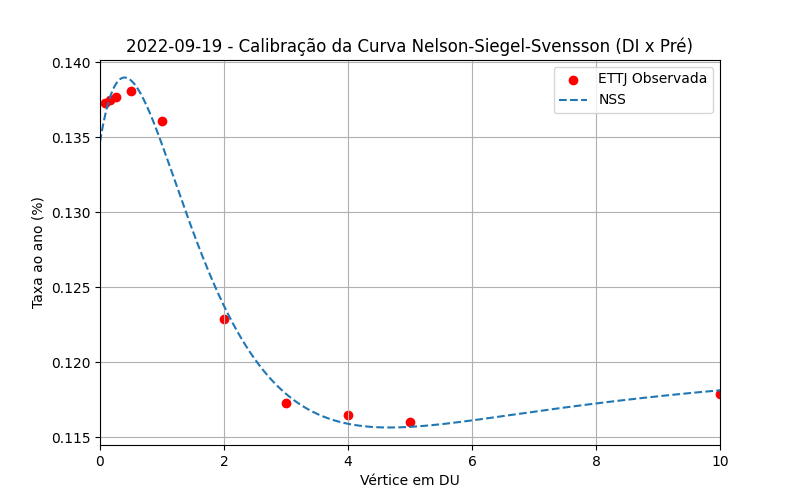 2022-09-19 - Calibração da Curva Nelson-Siegel-Svensson (DI x Pré)
ETTJ Observada
NSS
Taxa ao ano (%)
0.140
0.135
0.130
0.125
0.120
0.115
0
2
4
6
8
10
Vértice em DU